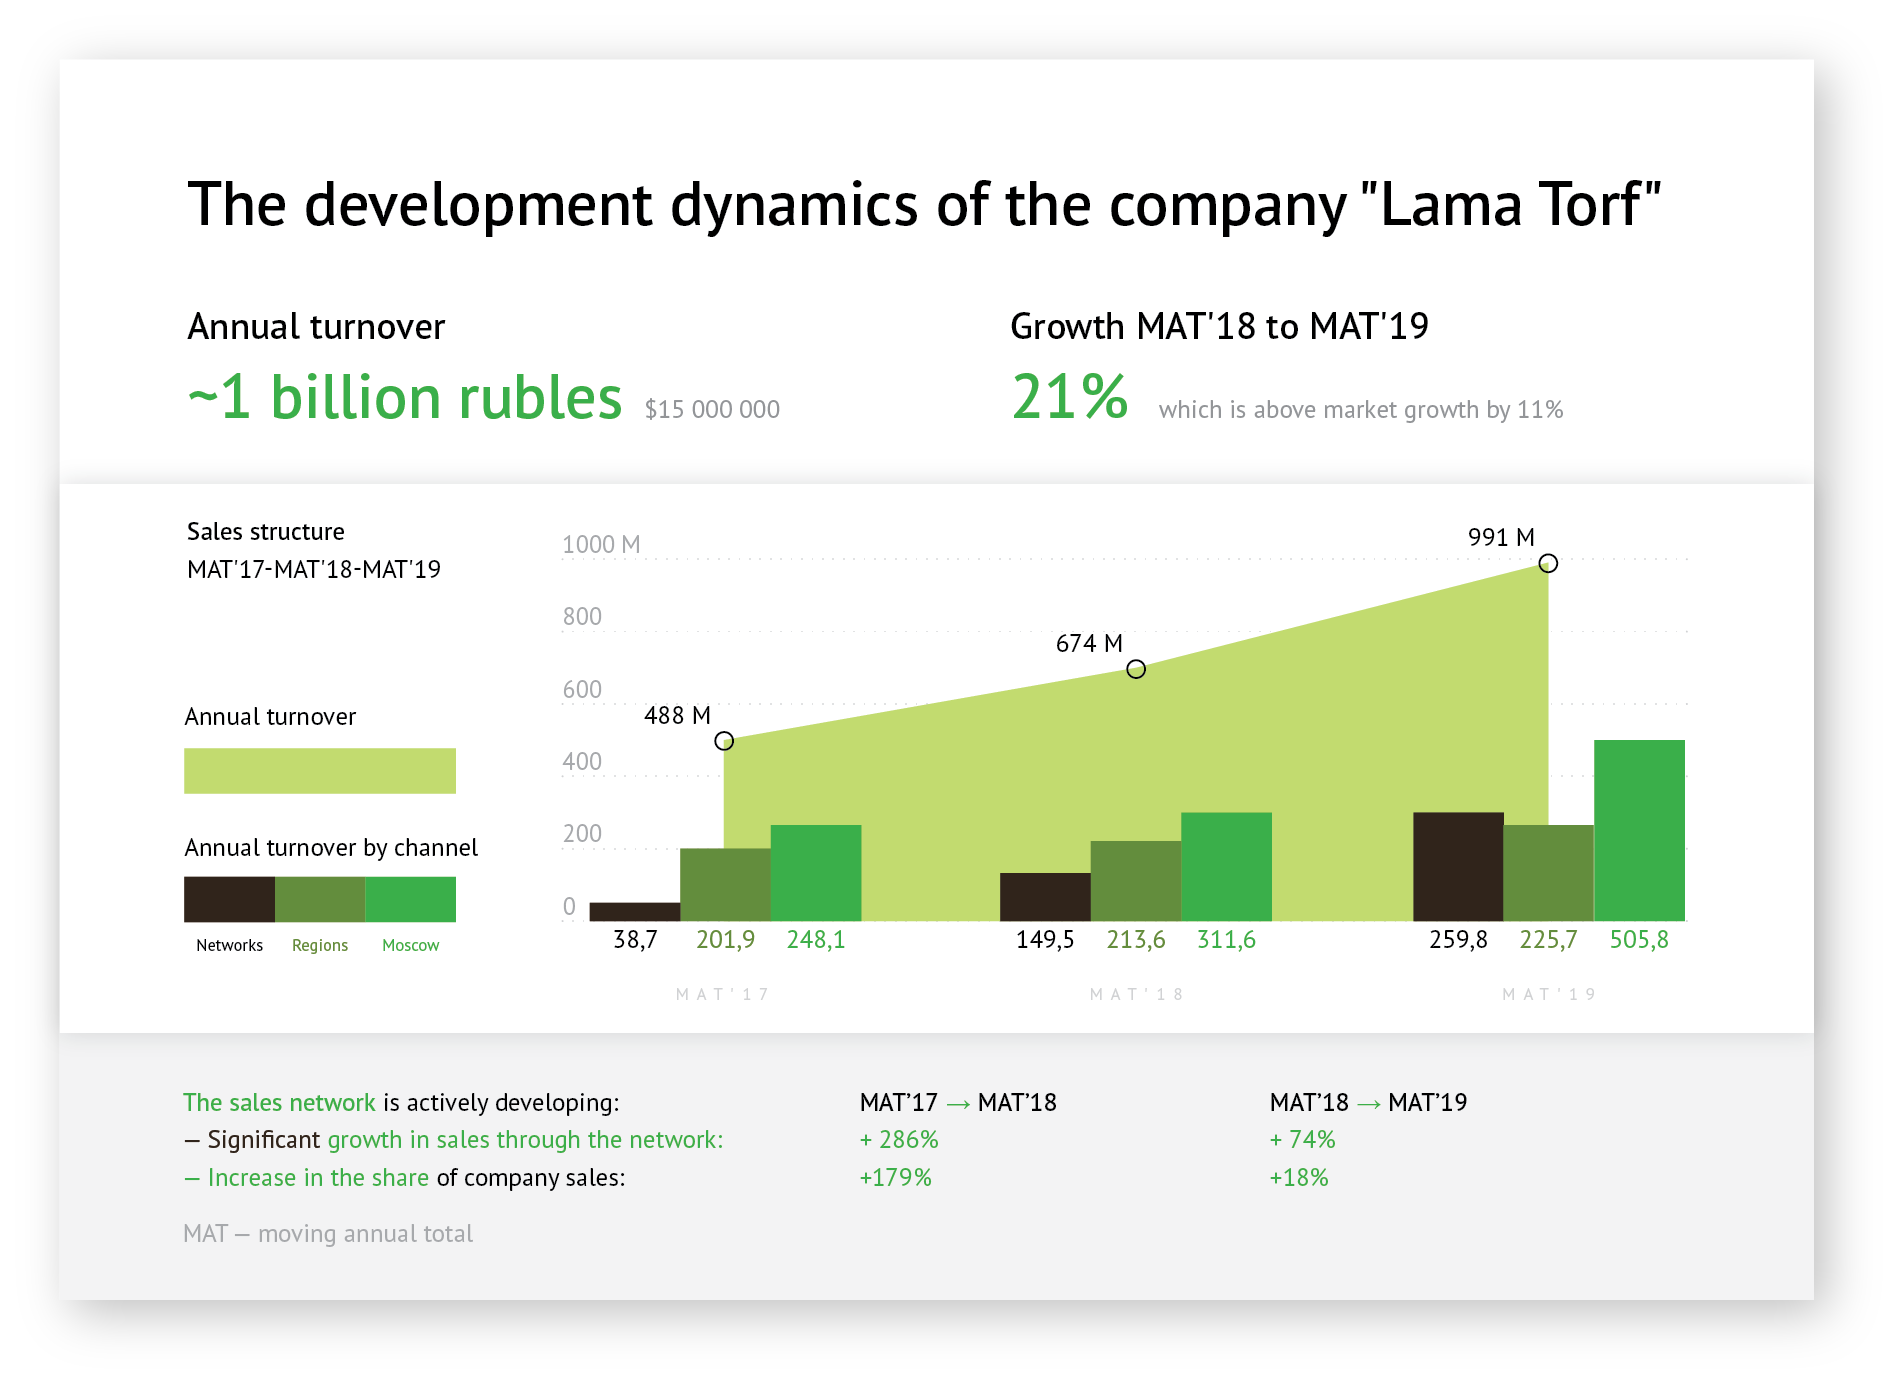 The development dynamics of the company "Lama Torf"
Annual turnover
~1 billion rubles $15 000 000
Growth MAT'18 to MAT'19
21% which is above market growth by 11%
Sales structure
MAT'17-MAT'18-MAT'19
Annual turnover
Annual turnover by channel
Networks Regions Moscow
1000 M
800
600
400
200
0
488 M
674 M
991 M
38,7 201,9 248,1
149,5 213,6 311,6
259,8 225,7 505,8
MAT'17
MAT'18
MAT'19
The sales network is actively developing: MAT’17 → MAT’18 MAT’18 → MAT’19
— Significant growth in sales through the network: + 286% + 74%
— Increase in the share of company sales: +179% +18%
MAT — moving annual total